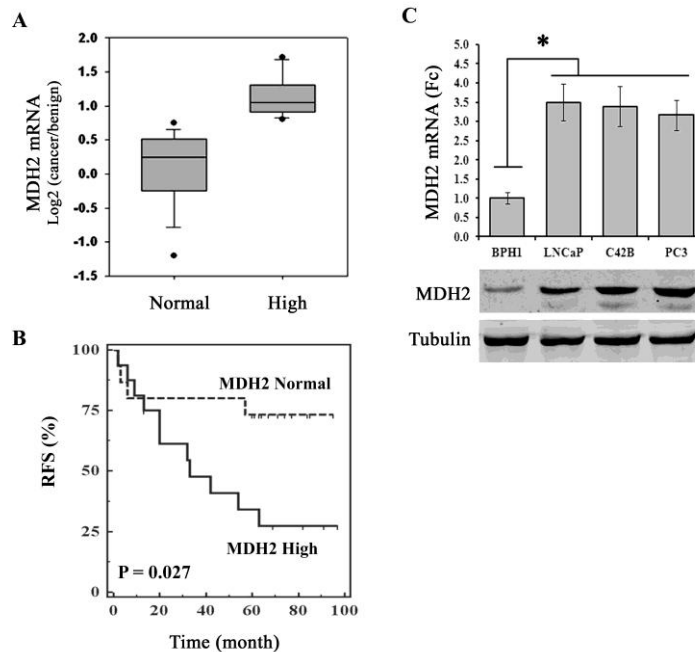 A
MDH2 mRNA
Log2 (cancer/benign)
2.0
1.5
1.0
0.5
0.0
-0.5
-1.0
-1.5
Normal
High
B
RFS (%)
100
75
50
25
0
MDH2 Normal
MDH2 High
P = 0.027
0
20
40
60
80
100
Time (month)
C
MDH2 mRNA (Fc)
5.0
4.5
4.0
3.5
3.0
2.5
2.0
1.5
1.0
0.5
0.0
*
BPH1 LNCaP C42B PC3
MDH2
Tubulin